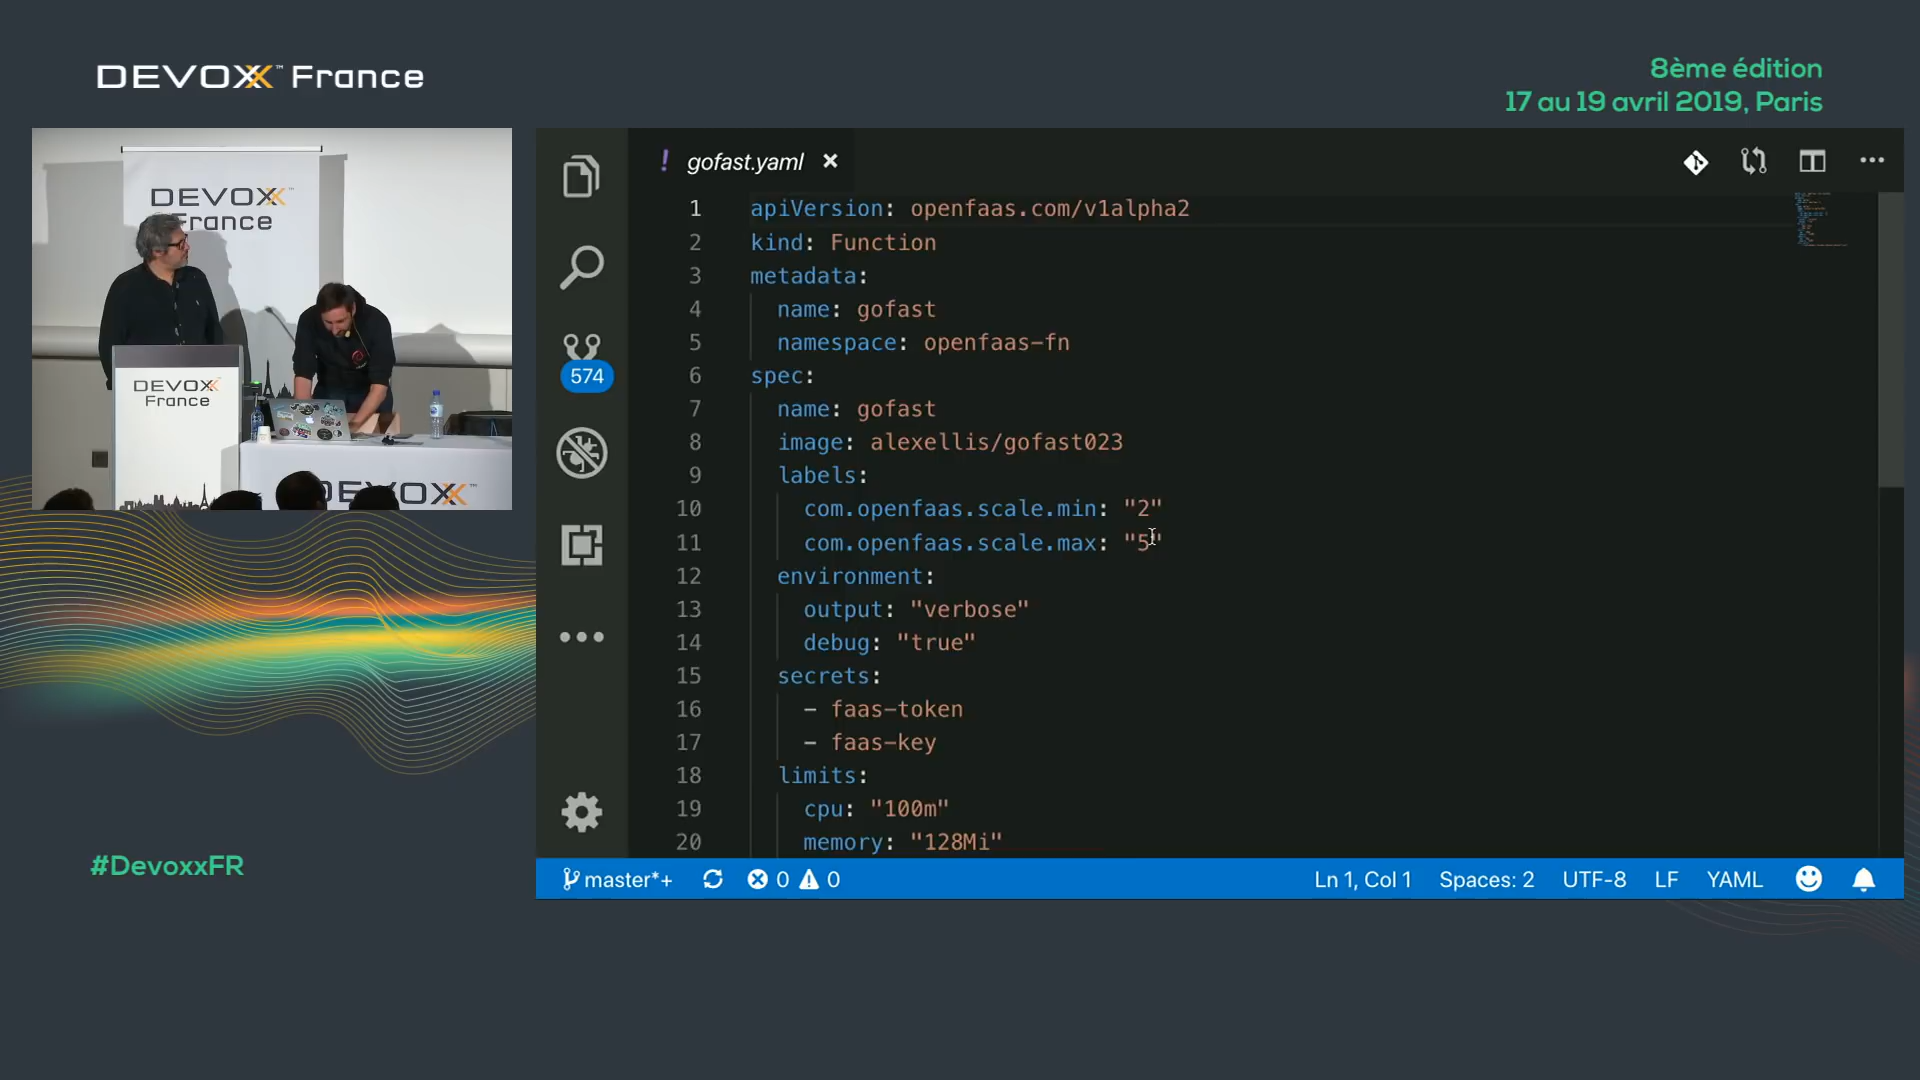 DEVOXX™ France
8ème édition
17 au 19 avril 2019, Paris
DEVOXX™
France
DEVOXX
France
DEVOXX™
#DevoxxFR
! gofast.yaml ×
574
1 apiVersion: openfaas.com/v1alpha2
2 kind: Function
3 metadata:
4 name: gofast
5 namespace: openfaas-fn
6 spec:
7 name: gofast
8 image: alexellis/gofast023
9 labels:
10 com.openfaas.scale.min: "2"
11 com.openfaas.scale.max: "5"
12 environment:
13 output: "verbose"
14 debug: "true"
15 secrets:
16 - faas-token
17 - faas-key
18 limits:
19 cpu: "100m"
20 memory: "128Mi"
master*+ 0 0 Ln 1, Col 1 Spaces: 2 UTF-8 LF YAML